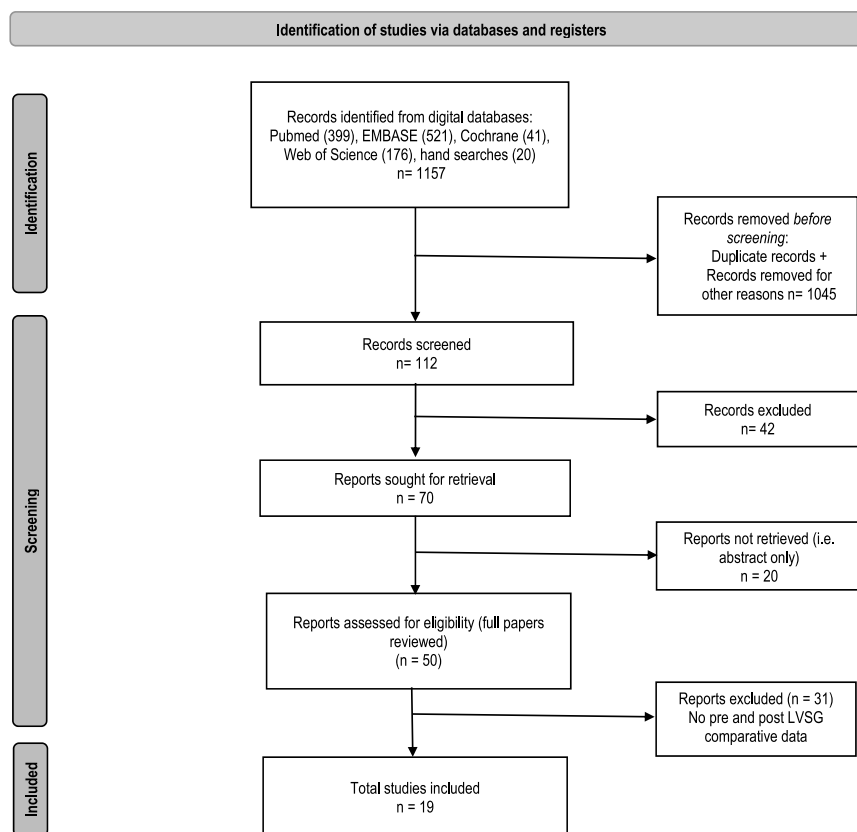 Identification of studies via databases and registers
Identification
Records identified from digital databases:
Pubmed (399), EMBASE (521), Cochrane (41),
Web of Science (176), hand searches (20)
n= 1157
Records removed before
screening:
Duplicate records +
Records removed for
other reasons n= 1045
Screening
Records screened
n= 112
Records excluded
n= 42
Reports sought for retrieval
n = 70
Reports not retrieved (i.e.
abstract only)
n = 20
Reports assessed for eligibility (full papers
reviewed)
(n = 50)
Reports excluded (n = 31)
No pre and post LVSG
comparative data
Included
Total studies included
n = 19